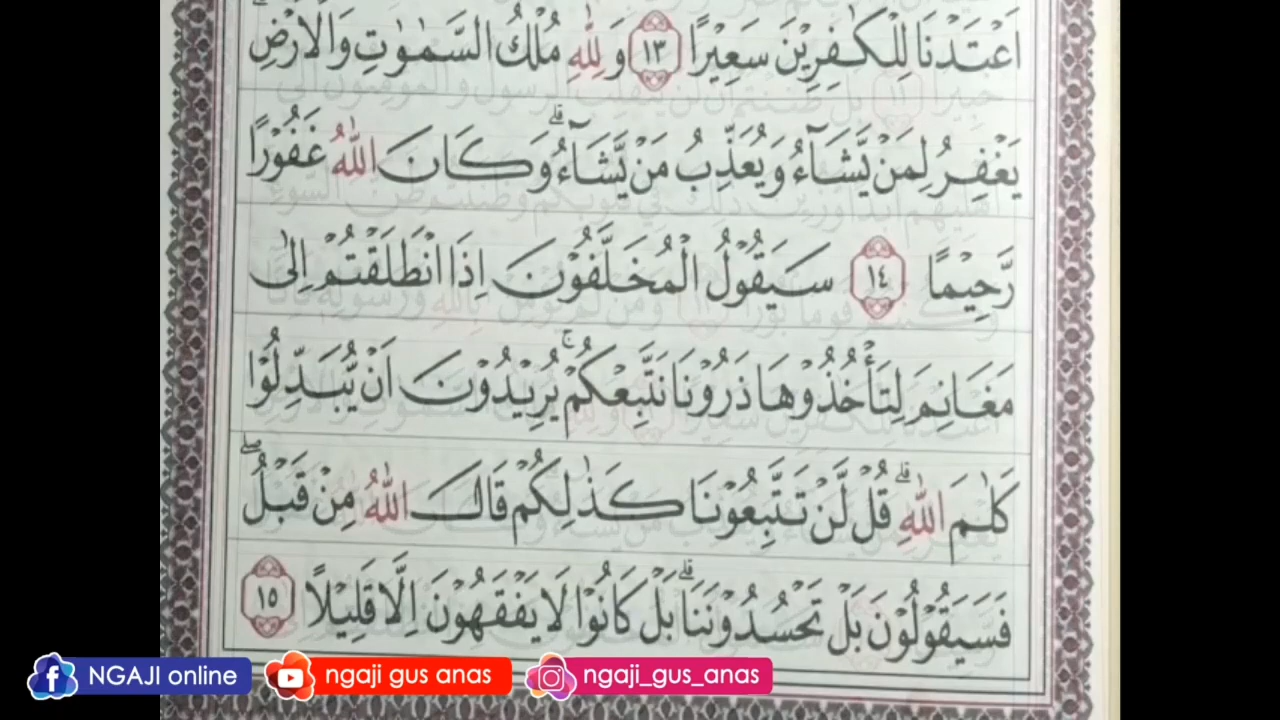 اَعْتَدْنَا لِلْكٰفِرِيْنَ سَعِيْرًا ١٣ وَلِلّٰهِ مُلْكُ السَّمٰوٰتِ وَالْاَرْضِۗ
يَغْفِرُ لِمَنْ يَّشَاۤءُ وَيُعَذِّبُ مَنْ يَّشَاۤءُ ۗوَكَانَ اللّٰهُ غَفُوْرًا
رَّحِيْمًا ١٤ سَيَقُوْلُ الْمُخَلَّفُوْنَ اِذَا انْطَلَقْتُمْ اِلٰى
مَغَانِمَ لِتَأْخُذُوْهَا ذَرُوْنَا نَتَّبِعْكُمْ ۚ يُرِيْدُوْنَ اَنْ يُّبَدِّلُوْا
كَلٰمَ اللّٰهِ ۗ قُلْ لَّنْ تَتَّبِعُوْنَا كَذٰلِكُمْ قَالَ اللّٰهُ مِنْ قَبْلُ ۖ
فَسَيَقُوْلُوْنَ بَلْ تَحْسُدُوْنَنَا ۗ بَلْ كَانُوْا لَا يَفْقَهُوْنَ اِلَّا قَلِيْلًا ١٥
NGAJI online ngaji gus anas ngaji_gus_anas